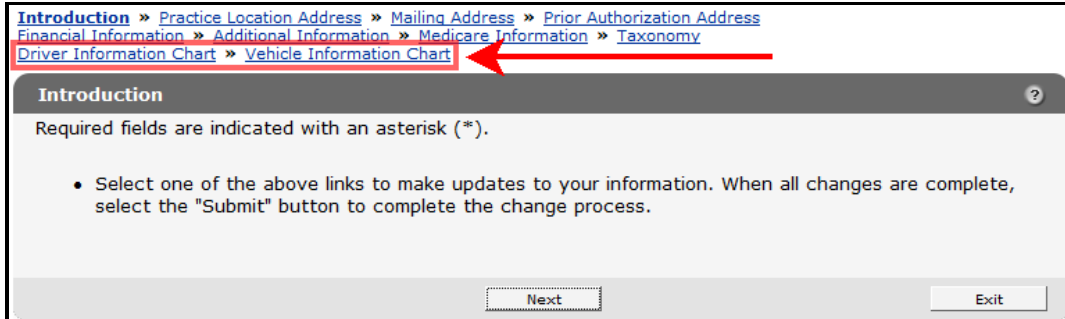 Introduction » Practice Location Address » Mailing Address » Prior Authorization Address
Financial Information » Additional Information » Medicare Information » Taxonomy
Driver Information Chart » Vehicle Information Chart
Introduction ?
Required fields are indicated with an asterisk (*).
• Select one of the above links to make updates to your information. When all changes are complete,
select the "Submit" button to complete the change process.
Next Exit